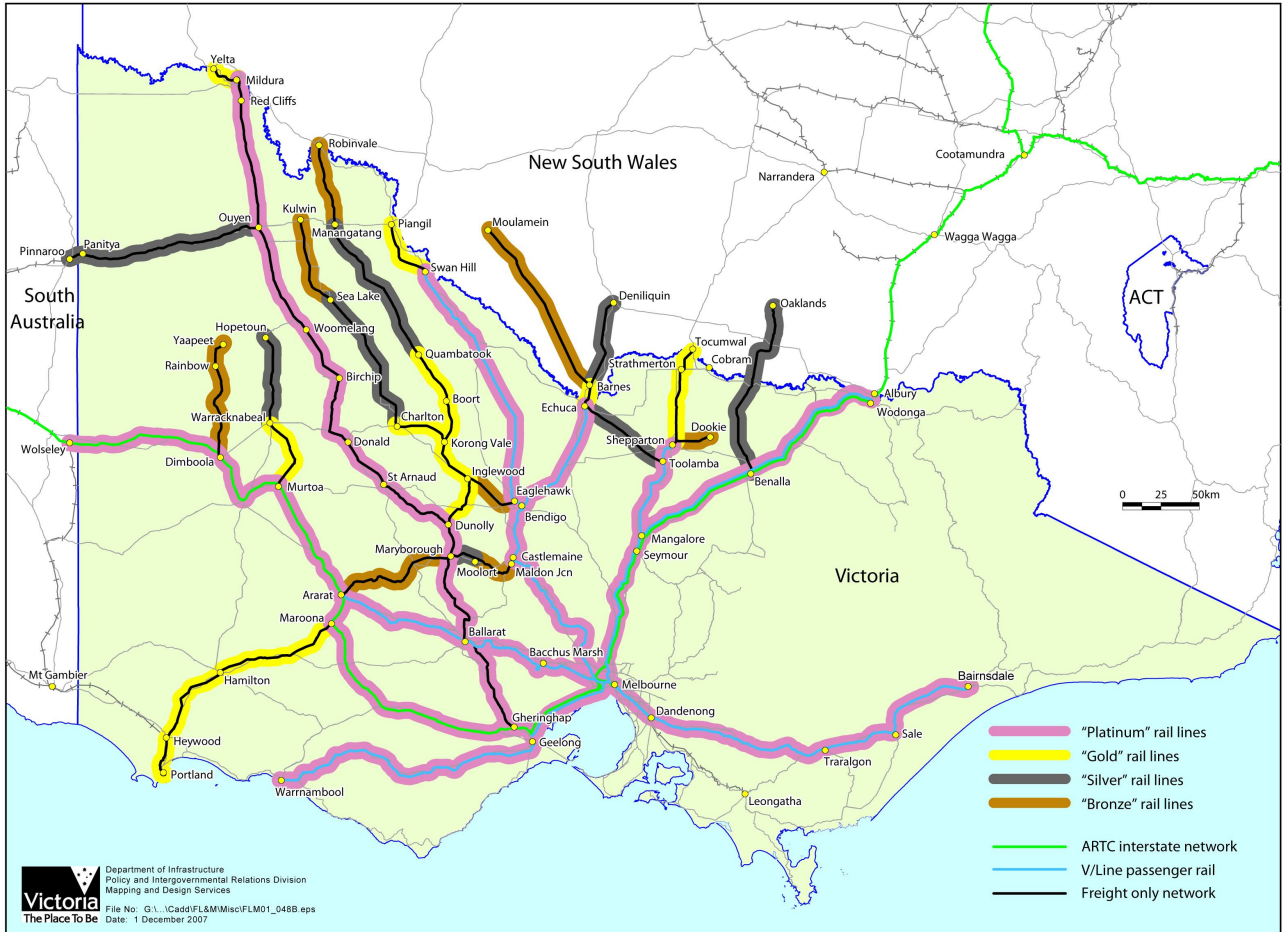 Yelta
Mildura
Red Cliffs
Robinvale
New South Wales
Cootamundra
Narrandera
Ouyen
Kulwin
Manangatang
Piangil
Moulamein
Wagga Wagga
Pinnaroo
Panitya
Swan Hill
South
Australia
Sea Lake
Deniliquin
Oaklands
ACT
Hopetoun
Woomelang
Yaapeet
Rainbow
Quambatook
Tocumwal
Strathmerton
Cobram
Birchip
Barnes
Boort
Echuca
Albury
Wodonga
Warracknabeal
Charlton
Dookie
Wolseley
Dimboola
Donald
Korong Vale
Shepparton
Toolamba
Murtoa
St Arnaud
Inglewood
Eaglehawk
Bendigo
Benalla
0 25 50km
Dunolly
Mangalore
Seymour
Maryborough
Moolort
Castlemaine
Maldon Jcn
Victoria
Ararat
Maroona
Ballarat
Bacchus Marsh
Mt Gambier
Hamilton
Melbourne
Bairnsdale
Dandenong
Gheringhap
Geelong
Heywood
Portland
Warrnambool
Sale
Traralgon
Leongatha
"Platinum" rail lines
"Gold" rail lines
"Silver" rail lines
"Bronze" rail lines
ARTC interstate network
V/Line passenger rail
Freight only network
Victoria
The Place To Be
Department of Infrastructure
Policy and Intergovernmental Relations Division
Mapping and Design Services
File No: G:\...\Cadd\FL&M\Misc\FLM01_048B.eps
Date: 1 December 2007